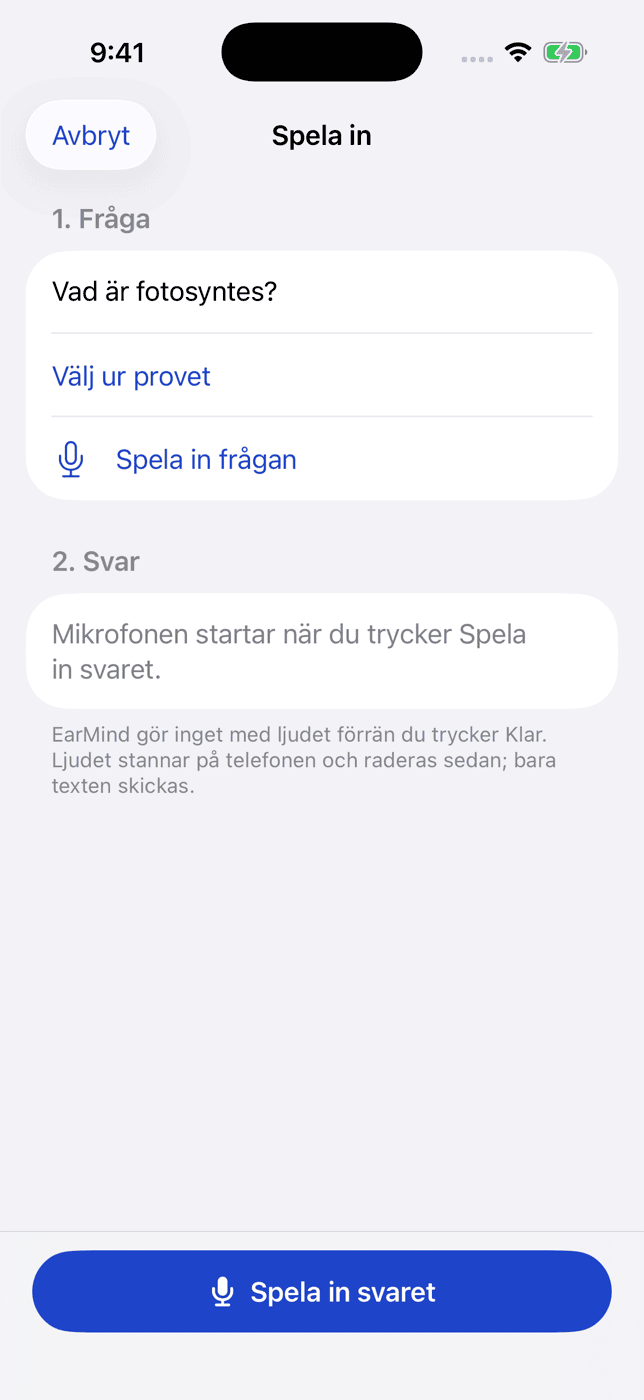 9:41
Avbryt
Spela in
1. Fråga
Vad är fotosyntes?
Välj ur provet
Spela in frågan
2. Svar
Mikrofonen startar när du trycker Spela
in svaret.
EarMind gör inget med ljudet förrän du trycker Klar.
Ljudet stannar på telefonen och raderas sedan; bara
texten skickas.
Spela in svaret